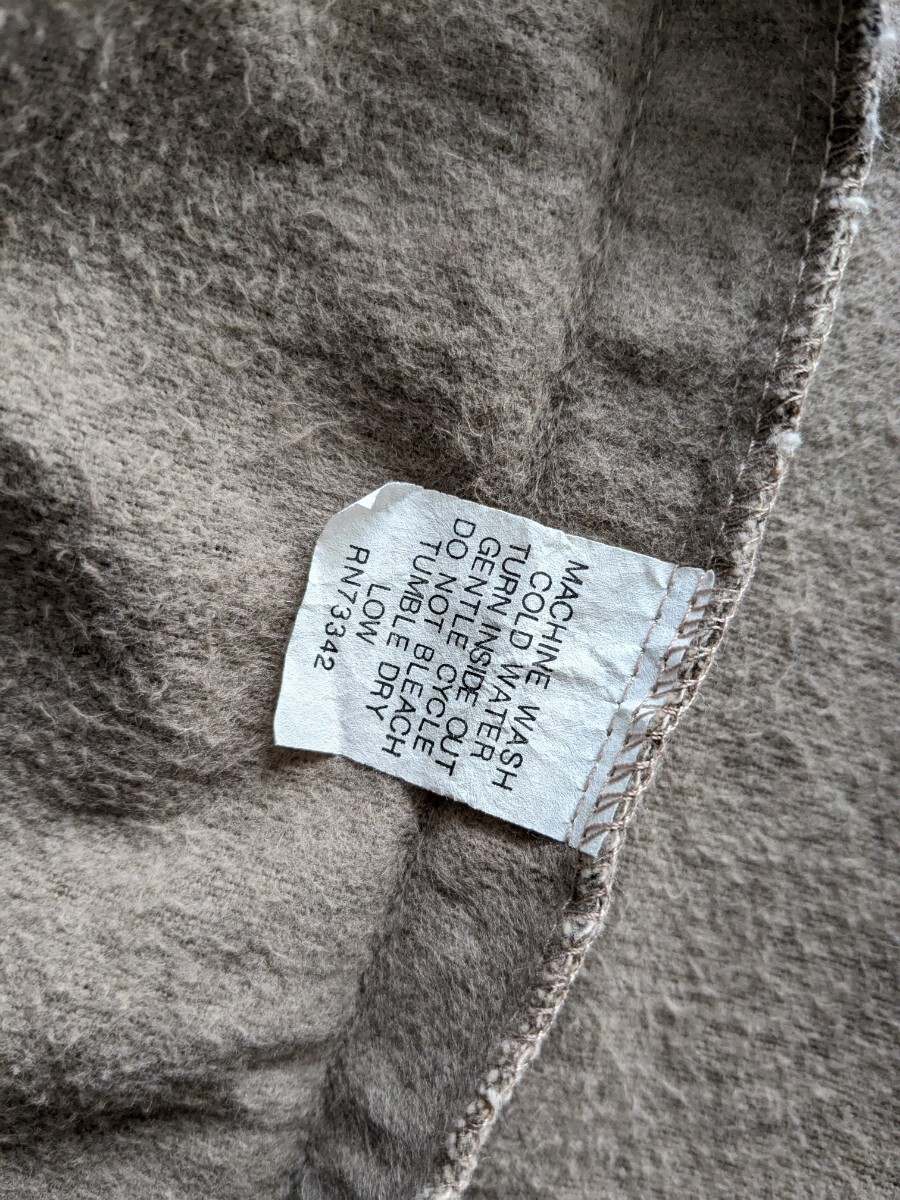 MACHINE WASH
COLD WATER
TURN INSIDE OUT
GENTLE CYCLE
DO NOT BLEACH
TUMBLE DRY
LOW
RN73342